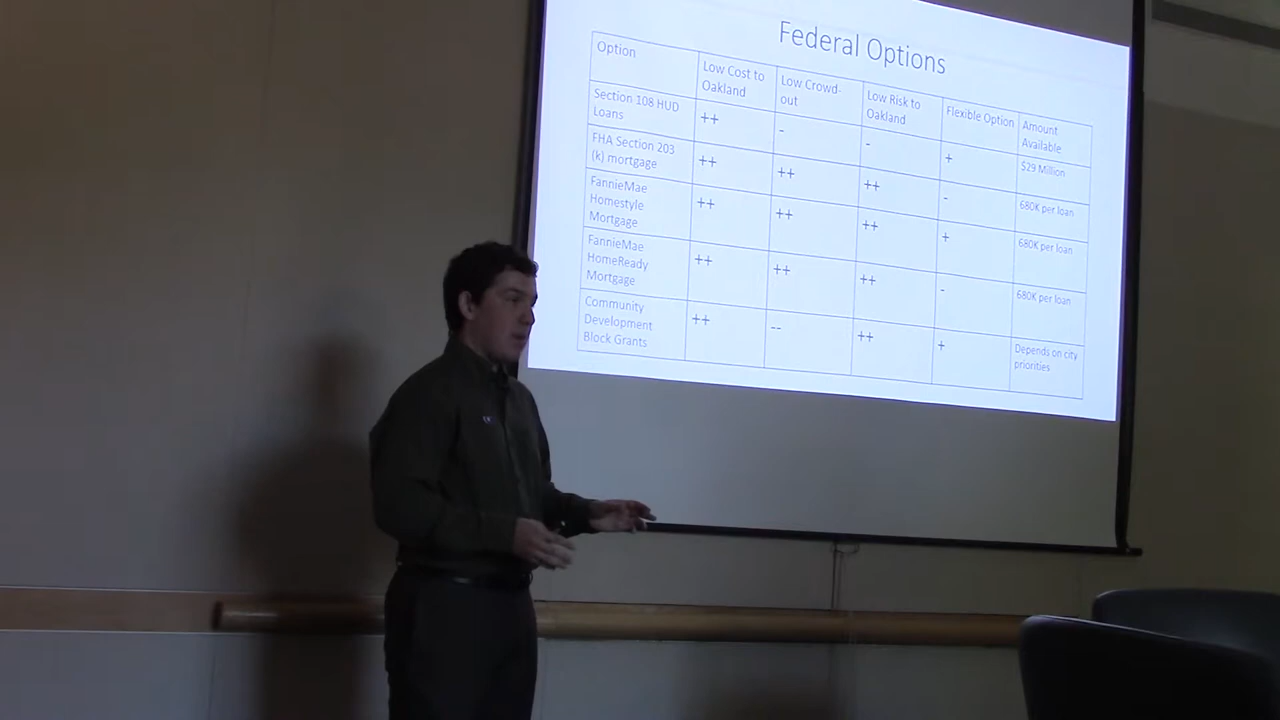 Federal Options
Option
Low Cost to
Oakland
Low Crowd-
out
Low Risk to
Oakland
Flexible Option
Amount
Available
Section 108 HUD
Loans
++
-
-
+
$29 Million
FHA Section 203
(k) mortgage
++
++
++
-
680K per loan
FannieMae
Homestyle
Mortgage
++
++
++
+
680K per loan
FannieMae
HomeReady
Mortgage
++
++
++
-
680K per loan
Community
Development
Block Grants
++
--
++
+
Depends on city
priorities